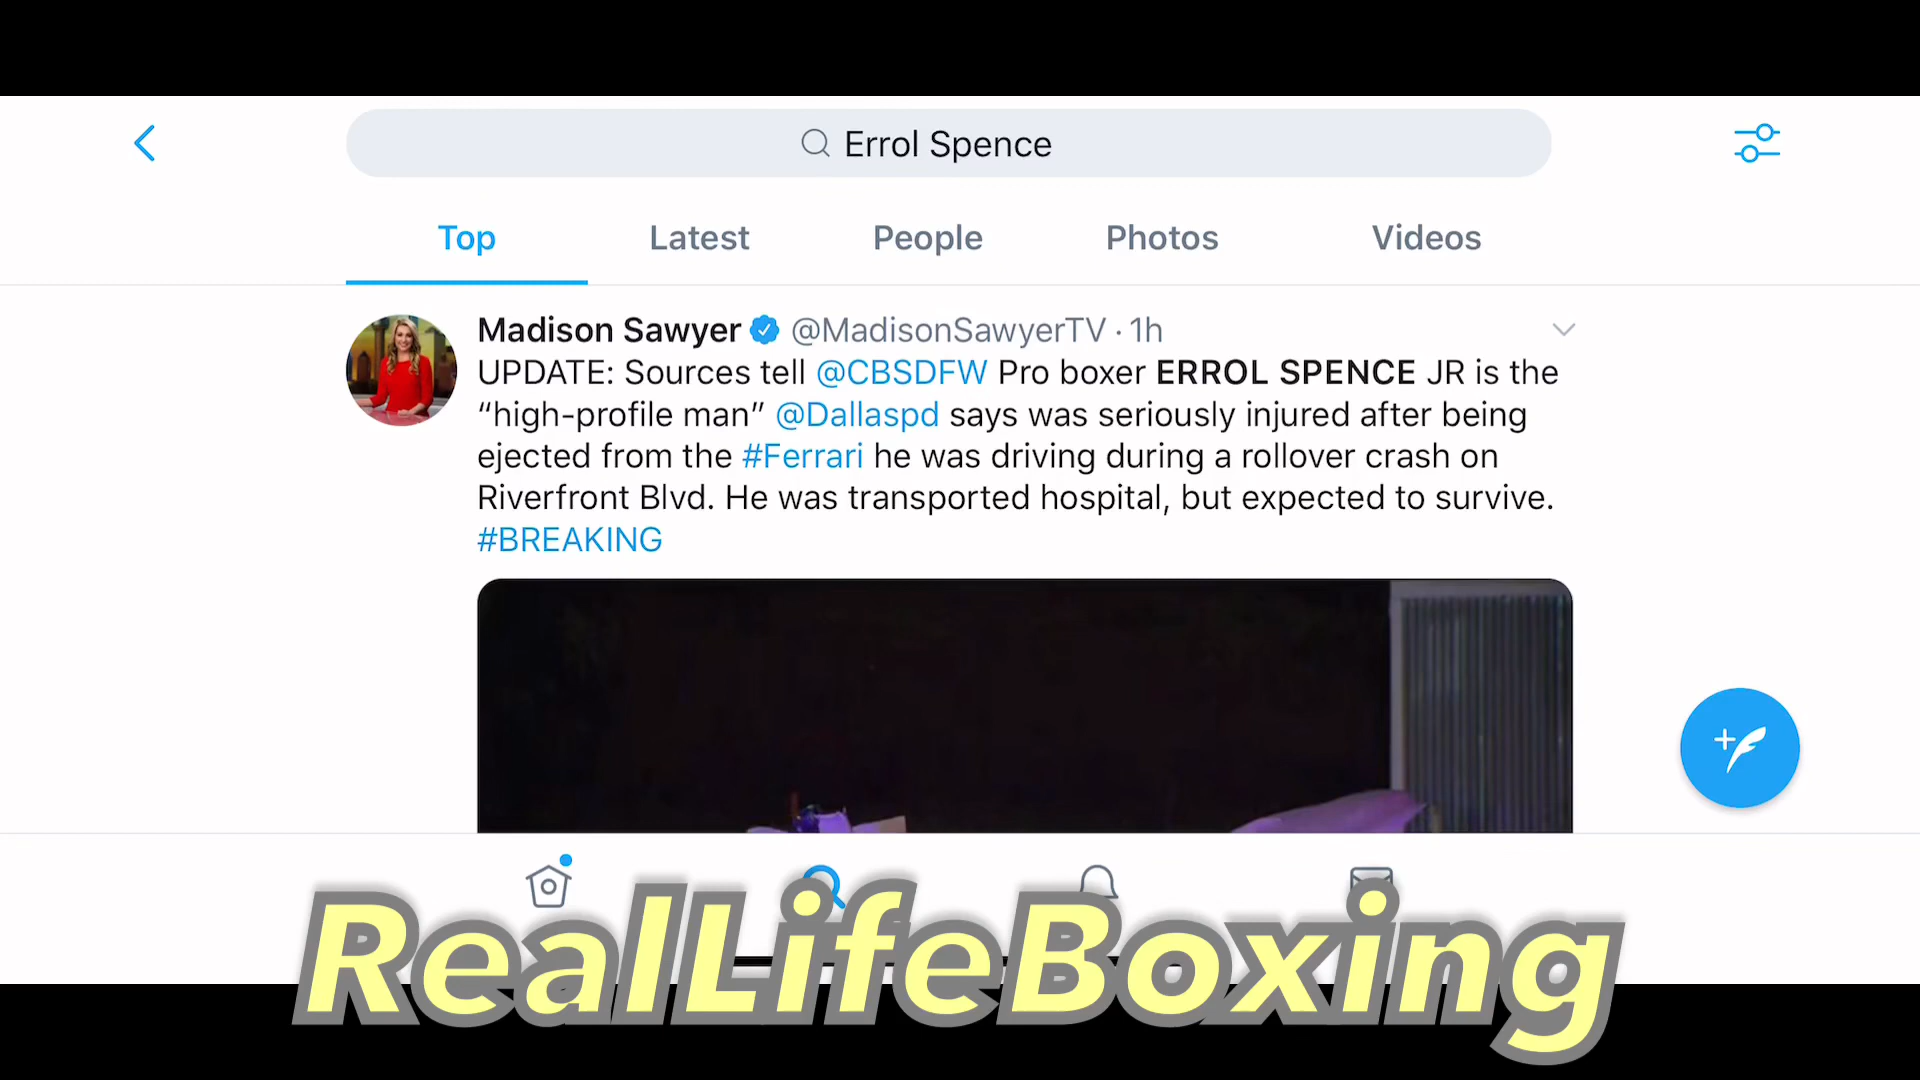 Errol Spence
Top Latest People Photos Videos
Madison Sawyer @MadisonSawyerTV · 1h
UPDATE: Sources tell @CBSDFW Pro boxer ERROL SPENCE JR is the
“high-profile man” @Dallaspd says was seriously injured after being
ejected from the #Ferrari he was driving during a rollover crash on
Riverfront Blvd. He was transported hospital, but expected to survive.
#BREAKING
RealLifeBoxing